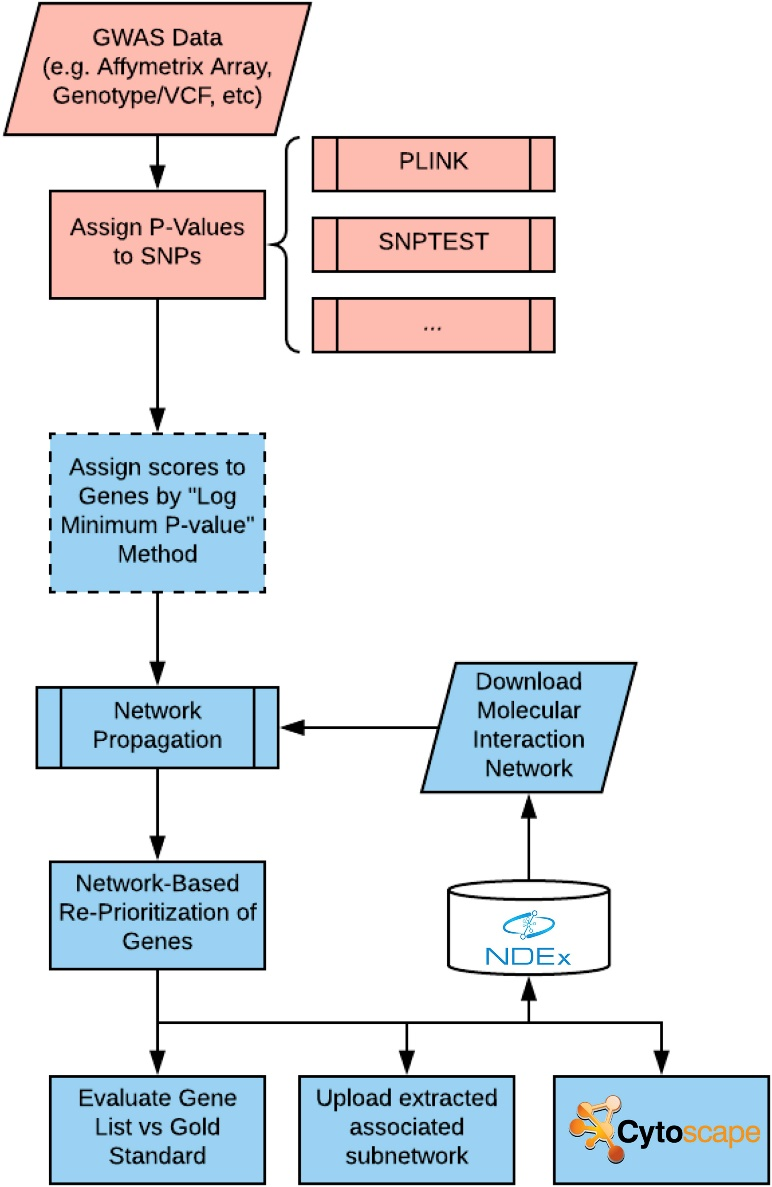 GWAS Data
(e.g. Affymetrix Array,
Genotype/VCF, etc)
PLINK
Assign P-Values
to SNPs
SNPTEST
...
Assign scores to
Genes by "Log
Minimum P-value"
Method
Network
Propagation
Download
Molecular
Interaction
Network
Network-Based
Re-Prioritization of
Genes
NDEx
Evaluate Gene
List vs Gold
Standard
Upload extracted
associated
subnetwork
Cytoscape